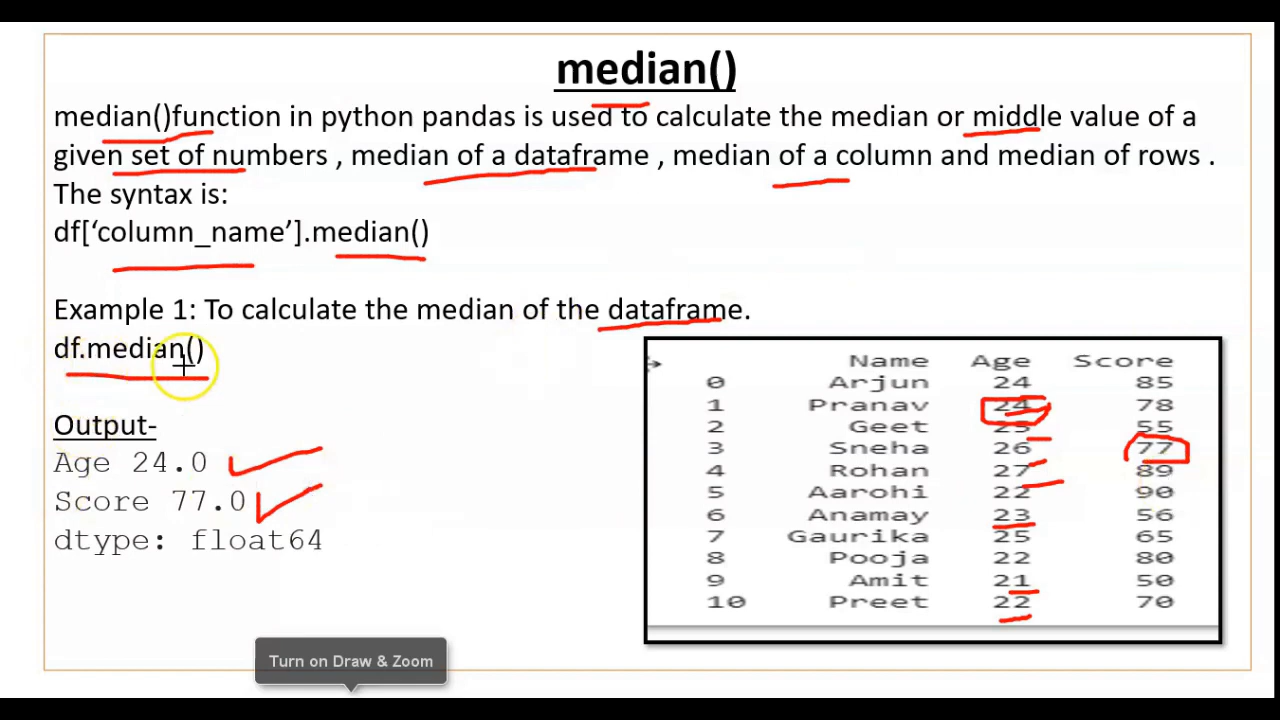 median()
median()function in python pandas is used to calculate the median or middle value of a
given set of numbers , median of a dataframe , median of a column and median of rows .
The syntax is:
df[‘column_name’].median()
Example 1: To calculate the median of the dataframe.
df.median()
Output-
Age 24.0
Score 77.0
dtype: float64
Name Age Score
0 Arjun 24 85
1 Pranav 24 78
2 Geet 25 55
3 Sneha 26 77
4 Rohan 27 89
5 Aarohi 22 90
6 Anamay 23 56
7 Gaurika 25 65
8 Pooja 22 80
9 Amit 21 50
10 Preet 22 70
Turn on Draw & Zoom